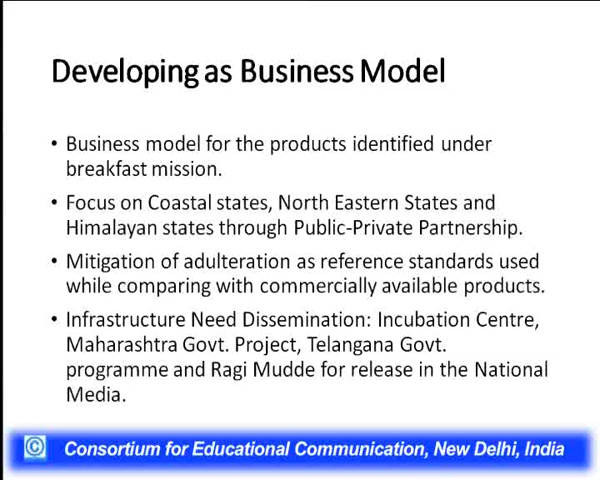 Developing as Business Model
• Business model for the products identified under
breakfast mission.
• Focus on Coastal states, North Eastern States and
Himalayan states through Public-Private Partnership.
• Mitigation of adulteration as reference standards used
while comparing with commercially available products.
• Infrastructure Need Dissemination: Incubation Centre,
Maharashtra Govt. Project, Telangana Govt.
programme and Ragi Mudde for release in the National
Media.
© Consortium for Educational Communication, New Delhi, India